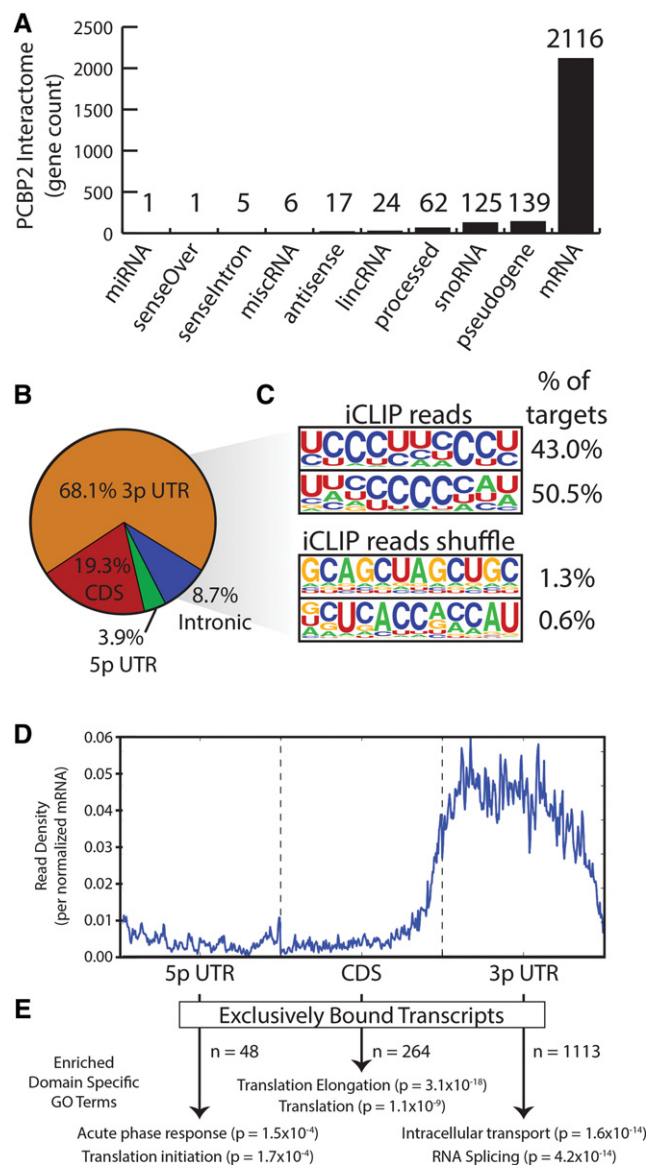 A
PCBP2 Interactome
(gene count)
2500
2000
1500
1000
500
0
1
1
5
6
17
24
62
125
139
2116
miRNA
senseOver
senseIntron
miscRNA
antisense
lincRNA
processed
snoRNA
pseudogene
mRNA
B
68.1% 3p UTR
19.3%
CDS
3.9%
5p UTR
8.7%
Intronic
C
% of
targets
iCLIP reads
UCCCUUCCCU
43.0%
UUCCCCCCAU
50.5%
iCLIP reads shuffle
GCAGCUAGCUGC
1.3%
GCUCACCACCAU
0.6%
D
Read Density
(per normalized mRNA)
0.06
0.05
0.04
0.03
0.02
0.01
0.00
5p UTR
CDS
3p UTR
E
Exclusively Bound Transcripts
Enriched
Domain Specific
GO Terms
n = 48
n = 264
n = 1113
Translation Elongation (p = 3.1x10⁻¹⁸)
Translation (p = 1.1x10⁻⁹)
Acute phase response (p = 1.5x10⁻⁴)
Translation initiation (p = 1.7x10⁻⁴)
Intracellular transport (p = 1.6x10⁻¹⁴)
RNA Splicing (p = 4.2x10⁻¹⁴)